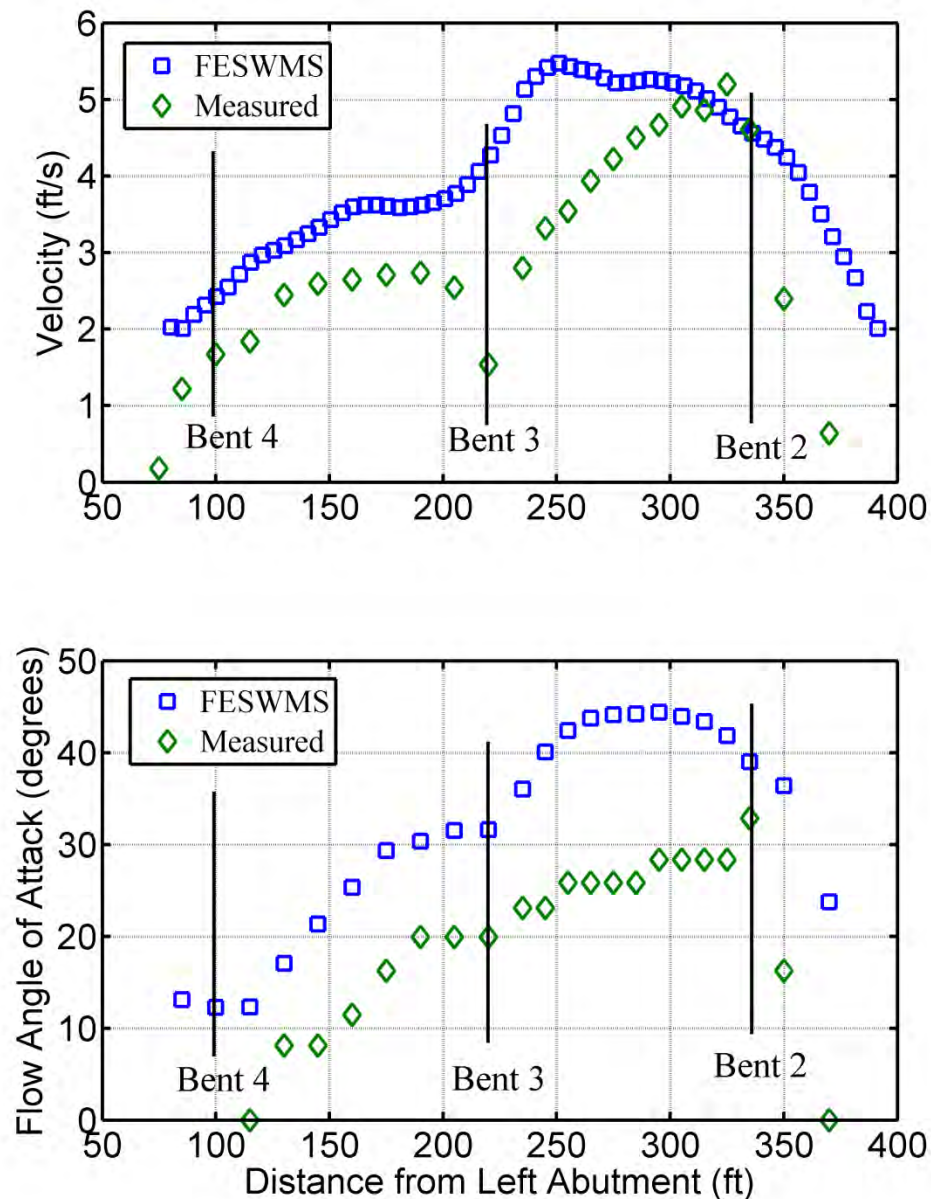 6
5
4
3
2
1
0
Velocity (ft/s)
FESWMS
Measured
Bent 4
Bent 3
Bent 2
50 100 150 200 250 300 350 400
50
40
30
20
10
0
Flow Angle of Attack (degrees)
FESWMS
Measured
Bent 4
Bent 3
Bent 2
50 100 150 200 250 300 350 400
Distance from Left Abutment (ft)